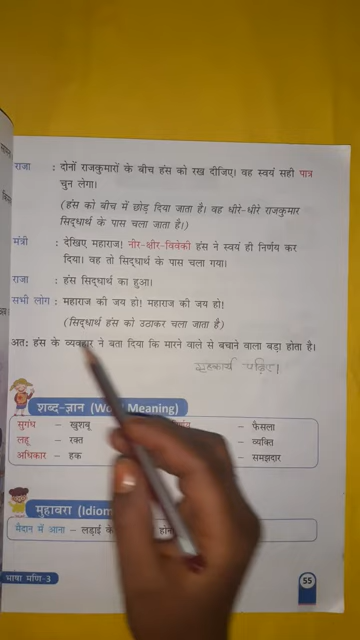 राजा : दोनों राजकुमारों के बीच हंस को रख दीजिए। वह स्वयं सही पात्र
चुन लेगा।
(हंस को बीच में छोड़ दिया जाता है। वह धीरे-धीरे राजकुमार
सिद्धार्थ के पास चला जाता है।)
मंत्री : देखिए महाराज! नीर-क्षीर-विवेकी हंस ने स्वयं ही निर्णय कर
दिया। वह तो सिद्धार्थ के पास चला गया।
राजा : हंस सिद्धार्थ का हुआ।
सभी लोग : महाराज की जय हो! महाराज की जय हो!
(सिद्धार्थ हंस को उठाकर चला जाता है)
अतः हंस के व्यवहार ने बता दिया कि मारने वाले से बचाने वाला बड़ा होता है।
गृहकार्य पढ़िए।
शब्द-ज्ञान (Word Meaning)
सुगंध – खुशबू – फैसला
लहू – रक्त – व्यक्ति
अधिकार – हक – समझदार
मुहावरा (Idiom
मैदान में आना – लड़ाई के
भाषा मणि-3
55